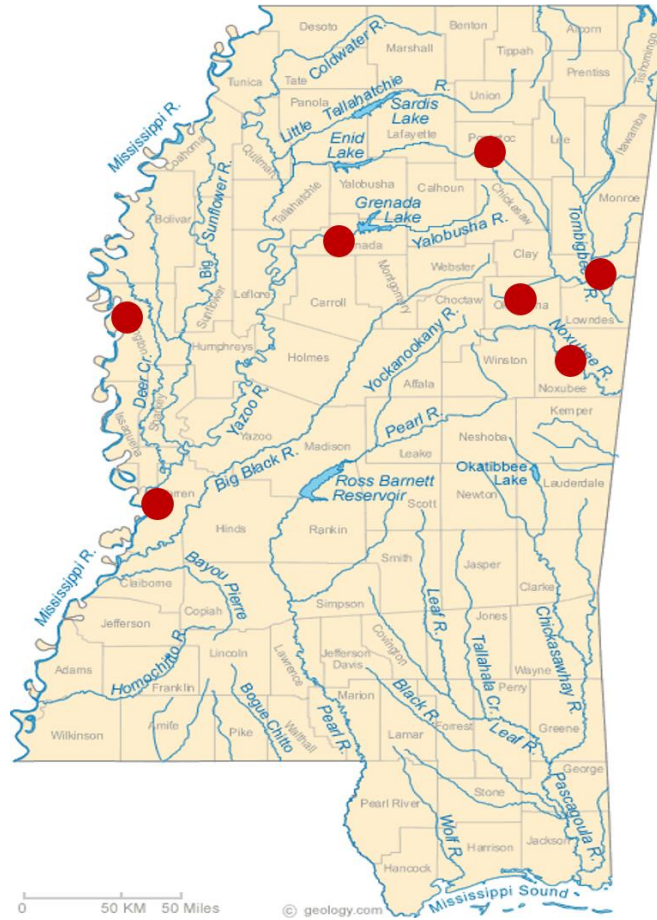 Desoto
Benton
Alcorn
Coldwater R.
Marshall
Tippah
Tishomingo
Tunica
Tate
Prentiss
Panola
Union
Little Tallahatchie R.
Sardis
Lake
Lafayette
Lee
Itawamba
Mississippi R.
Coahoma
Quitman
Enid
Lake
Yalobusha
Calhoun
Chickasaw
Monroe
Tallahatchie
Big Sunflower R.
Bolivar
Grenada
Lake
Yalobusha R.
Tombigbee R.
Clay
Webster
Montgomery
Leflore
Sunflower
Carroll
Choctaw
Lowndes
Deer Cr.
Humphreys
Holmes
Yockanookany R.
Winston
Noxubee R.
Noxubee
Attala
Sharkey
Issaquena
Yazoo R.
Yazoo
Kemper
Madison
Pearl R.
Leake
Neshoba
Big Black R.
Okatibbee
Lake
Lauderdale
Ross Barnett
Reservoir
Newton
Scott
Hinds
Rankin
Mississippi R.
Smith
Jasper
Clarke
Claiborne
Bayou Pierre
Copiah
Simpson
Leaf R.
Jones
Tallahala Cr.
Chickasawhay R.
Jefferson
Lincoln
Lawrence
Jefferson
Davis
Covington
Wayne
Adams
Homochitto R.
Franklin
Marion
Black R.
Perry
Wilkinson
Amite
Pike
Bogue Chitto
Walthall
Pearl R.
Lamar
Forrest
Leaf R.
Greene
George
Pascagoula R.
Pearl River
Stone
Wolf R.
Jackson
Harrison
Hancock
Mississippi Sound
0 50 KM 50 Miles
© geology.com